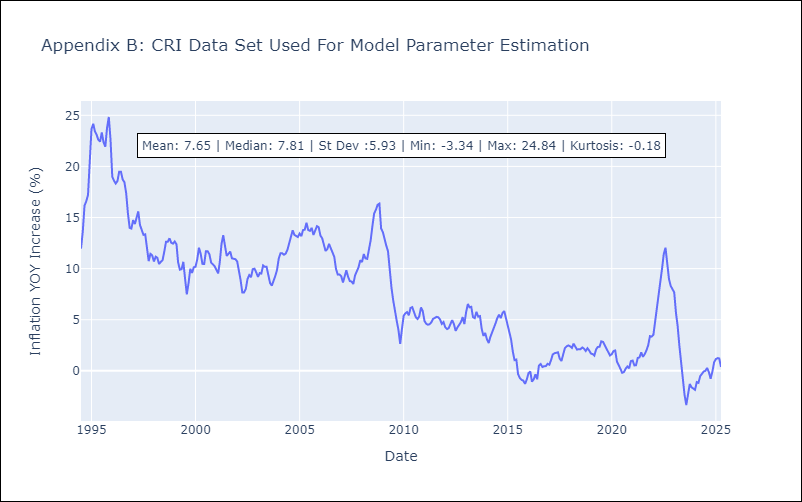 Appendix B: CRI Data Set Used For Model Parameter Estimation
Mean: 7.65 | Median: 7.81 | St Dev :5.93 | Min: -3.34 | Max: 24.84 | Kurtosis: -0.18
Inflation YOY Increase (%)
25
20
15
10
5
0
1995 2000 2005 2010 2015 2020 2025
Date